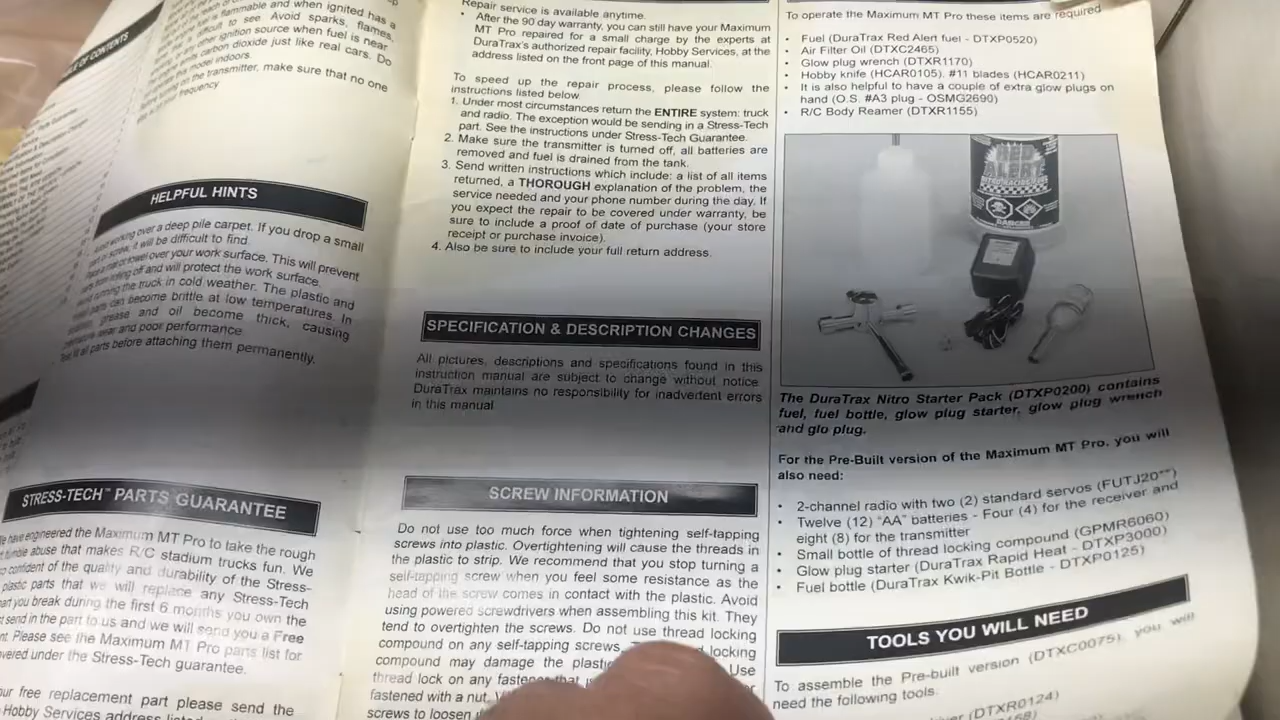 TABLE OF CONTENTS
flammable and when ignited has a
to see. Avoid sparks, flames,
ignition source when fuel is near
carbon dioxide just like real cars. Do
this model indoors.
on the transmitter, make sure that no one
frequency
HELPFUL HINTS
working over a deep pile carpet. If you drop a small
or screw, it will be difficult to find.
or towel over your work surface. This will prevent
from rolling off and will protect the work surface.
running the truck in cold weather. The plastic and
parts can become brittle at low temperatures. In
grease and oil become thick, causing
wear and poor performance.
all parts before attaching them permanently.
STRESS-TECH™ PARTS GUARANTEE
have engineered the Maximum MT Pro to take the rough
abuse that makes R/C stadium trucks fun. We
confident of the quality and durability of the Stress-
plastic parts that we will replace any Stress-Tech
part you break during the first 6 months you own the
send in the part to us and we will send you a Free
Please see the Maximum MT Pro parts list for
covered under the Stress-Tech guarantee.
our free replacement part please send the
Hobby Services address
Repair service is available anytime.
• After the 90 day warranty, you can still have your Maximum
MT Pro repaired for a small charge by the experts at
DuraTrax's authorized repair facility, Hobby Services, at the
address listed on the front page of this manual.
To speed up the repair process, please follow the
instructions listed below.
1. Under most circumstances return the ENTIRE system: truck
and radio. The exception would be sending in a Stress-Tech
part. See the instructions under Stress-Tech Guarantee.
2. Make sure the transmitter is turned off, all batteries are
removed and fuel is drained from the tank.
3. Send written instructions which include: a list of all items
returned, a THOROUGH explanation of the problem, the
service needed and your phone number during the day. If
you expect the repair to be covered under warranty, be
sure to include a proof of date of purchase (your store
receipt or purchase invoice).
4. Also be sure to include your full return address.
SPECIFICATION & DESCRIPTION CHANGES
All pictures, descriptions and specifications found in this
instruction manual are subject to change without notice.
DuraTrax maintains no responsibility for inadvertent errors
in this manual.
SCREW INFORMATION
Do not use too much force when tightening self-tapping
screws into plastic. Overtightening will cause the threads in
the plastic to strip. We recommend that you stop turning a
self-tapping screw when you feel some resistance as the
head of the screw comes in contact with the plastic. Avoid
using powered screwdrivers when assembling this kit. They
tend to overtighten the screws. Do not use thread locking
compound on any self-tapping screws. locking
compound may damage the plastic Use
thread lock on any fastener that
fastened with a nut.
screws to loosen
To operate the Maximum MT Pro these items are required
• Fuel (DuraTrax Red Alert fuel - DTXP0520)
• Air Filter Oil (DTXC2465)
• Glow plug wrench (DTXR1170)
• Hobby knife (HCAR0105). #11 blades (HCAR0211)
• It is also helpful to have a couple of extra glow plugs on
hand (O.S. #A3 plug - OSMG2690)
• R/C Body Reamer (DTXR1155)
RED
ALERT
DANGER
The DuraTrax Nitro Starter Pack (DTXP0200) contains
fuel, fuel bottle, glow plug starter, glow plug wrench
and glo plug.
For the Pre-Built version of the Maximum MT Pro, you will
also need:
• 2-channel radio with two (2) standard servos (FUTJ20**)
• Twelve (12) "AA" batteries - Four (4) for the receiver and
eight (8) for the transmitter
• Small bottle of thread locking compound (GPMR6060)
• Glow plug starter (DuraTrax Rapid Heat - DTXP3000)
• Fuel bottle (DuraTrax Kwik-Pit Bottle - DTXP0125)
TOOLS YOU WILL NEED
To assemble the Pre-built version (DTXC0075), you will
need the following tools.
(DTXR0124)